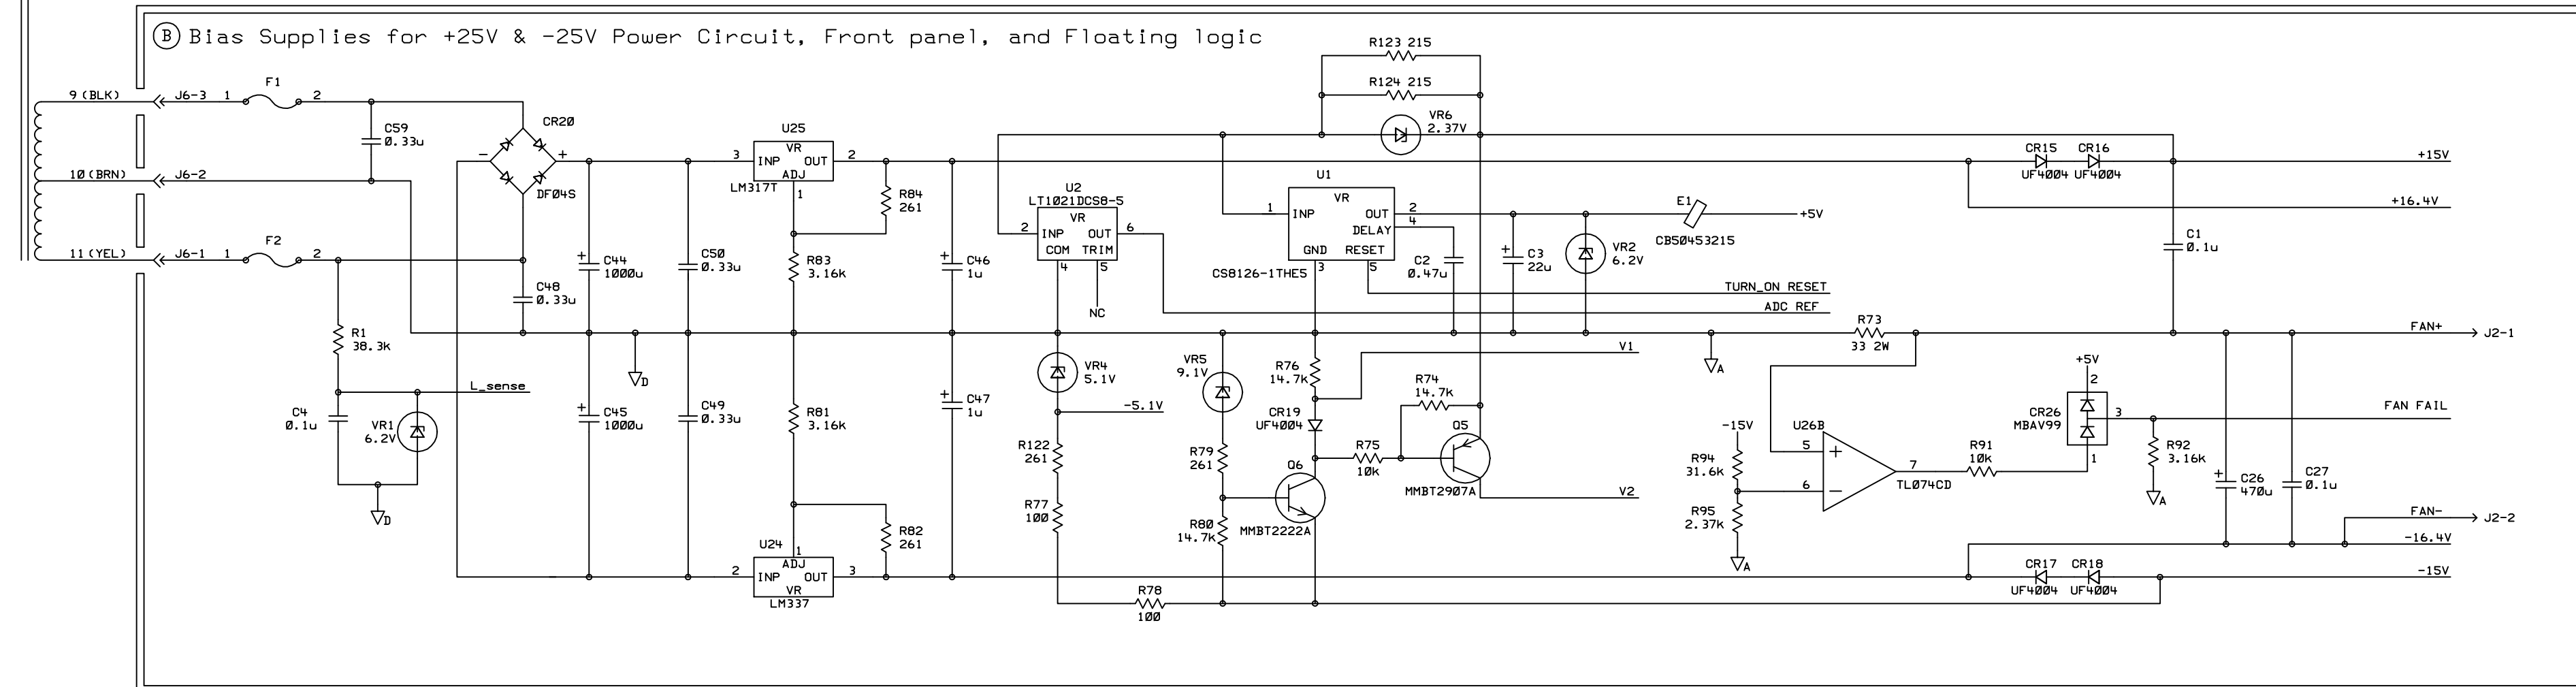 B Bias Supplies for +25V & -25V Power Circuit, Front panel, and Floating logic
R123 215
R124 215
VR6
2.37V
F1
9 (BLK) J6-3 1 2
C59
0.33u
CR20
- +
DF04S
10 (BRN) J6-2
F2
11 (YEL) J6-1 1 2
C48
0.33u
R1
38.3k
L_sense
C4
0.1u
VR1
6.2V
D
C44
1000u
+
C45
1000u
+
D
C50
0.33u
C49
0.33u
U25
VR
3 INP OUT 2
ADJ
LM317T
1
R84
261
R83
3.16k
R81
3.16k
R82
261
U24
1
ADJ
2 INP OUT 3
VR
LM337
+
C46
1u
+
C47
1u
U2
LT1021DCS8-5
VR
2 INP OUT 6
COM TRIM
4 5
NC
U1
VR
1 INP OUT 2
DELAY 4
GND RESET
CS8126-1THE5
3 5
C2
0.47u
+
C3
22u
VR2
6.2V
E1
+5V
CB50453215
TURN_ON RESET
ADC REF
CR15 CR16
UF4004 UF4004
+15V
+16.4V
C1
0.1u
VR4
5.1V
-5.1V
R122
261
R77
100
R78
100
VR5
9.1V
R79
261
R80
14.7k
R76
14.7k
V1
CR19
UF4004
Q6
MMBT2222A
R75
10k
R74
14.7k
Q5
MMBT2907A
V2
A
R73
33 2W
FAN+ J2-1
-15V
R94
31.6k
R95
2.37k
A
U26B
5 +
6 -
7
TL074CD
R91
10k
+5V
2
CR26
MBAV99
3
1
FAN FAIL
R92
3.16k
A
+
C26
470u
C27
0.1u
FAN- J2-2
-16.4V
CR17 CR18
UF4004 UF4004
-15V